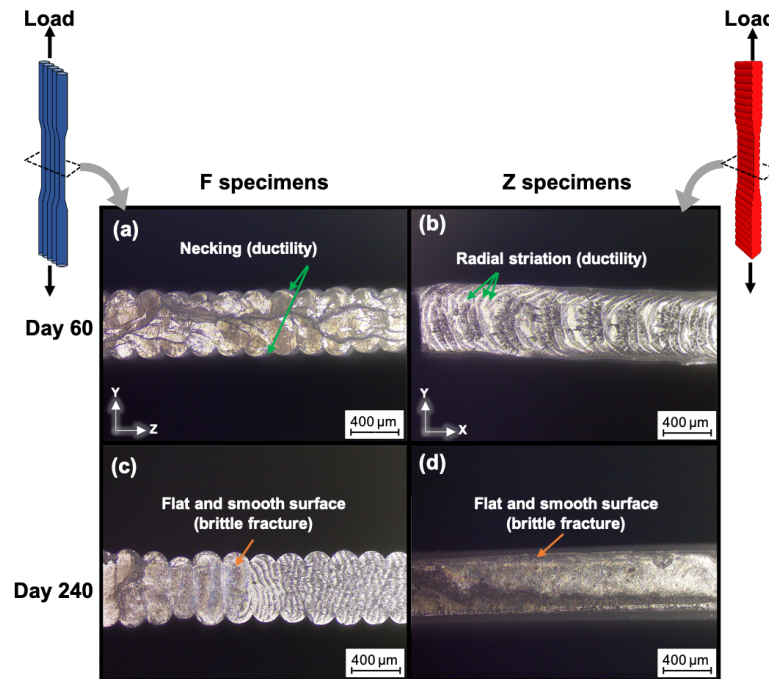 Load
Load
F specimens
Z specimens
(a)
Necking (ductility)
(b)
Radial striation (ductility)
Day 60
Y
Z
400 µm
Y
X
400 µm
(c)
Flat and smooth surface
(brittle fracture)
(d)
Flat and smooth surface
(brittle fracture)
Day 240
400 µm
400 µm